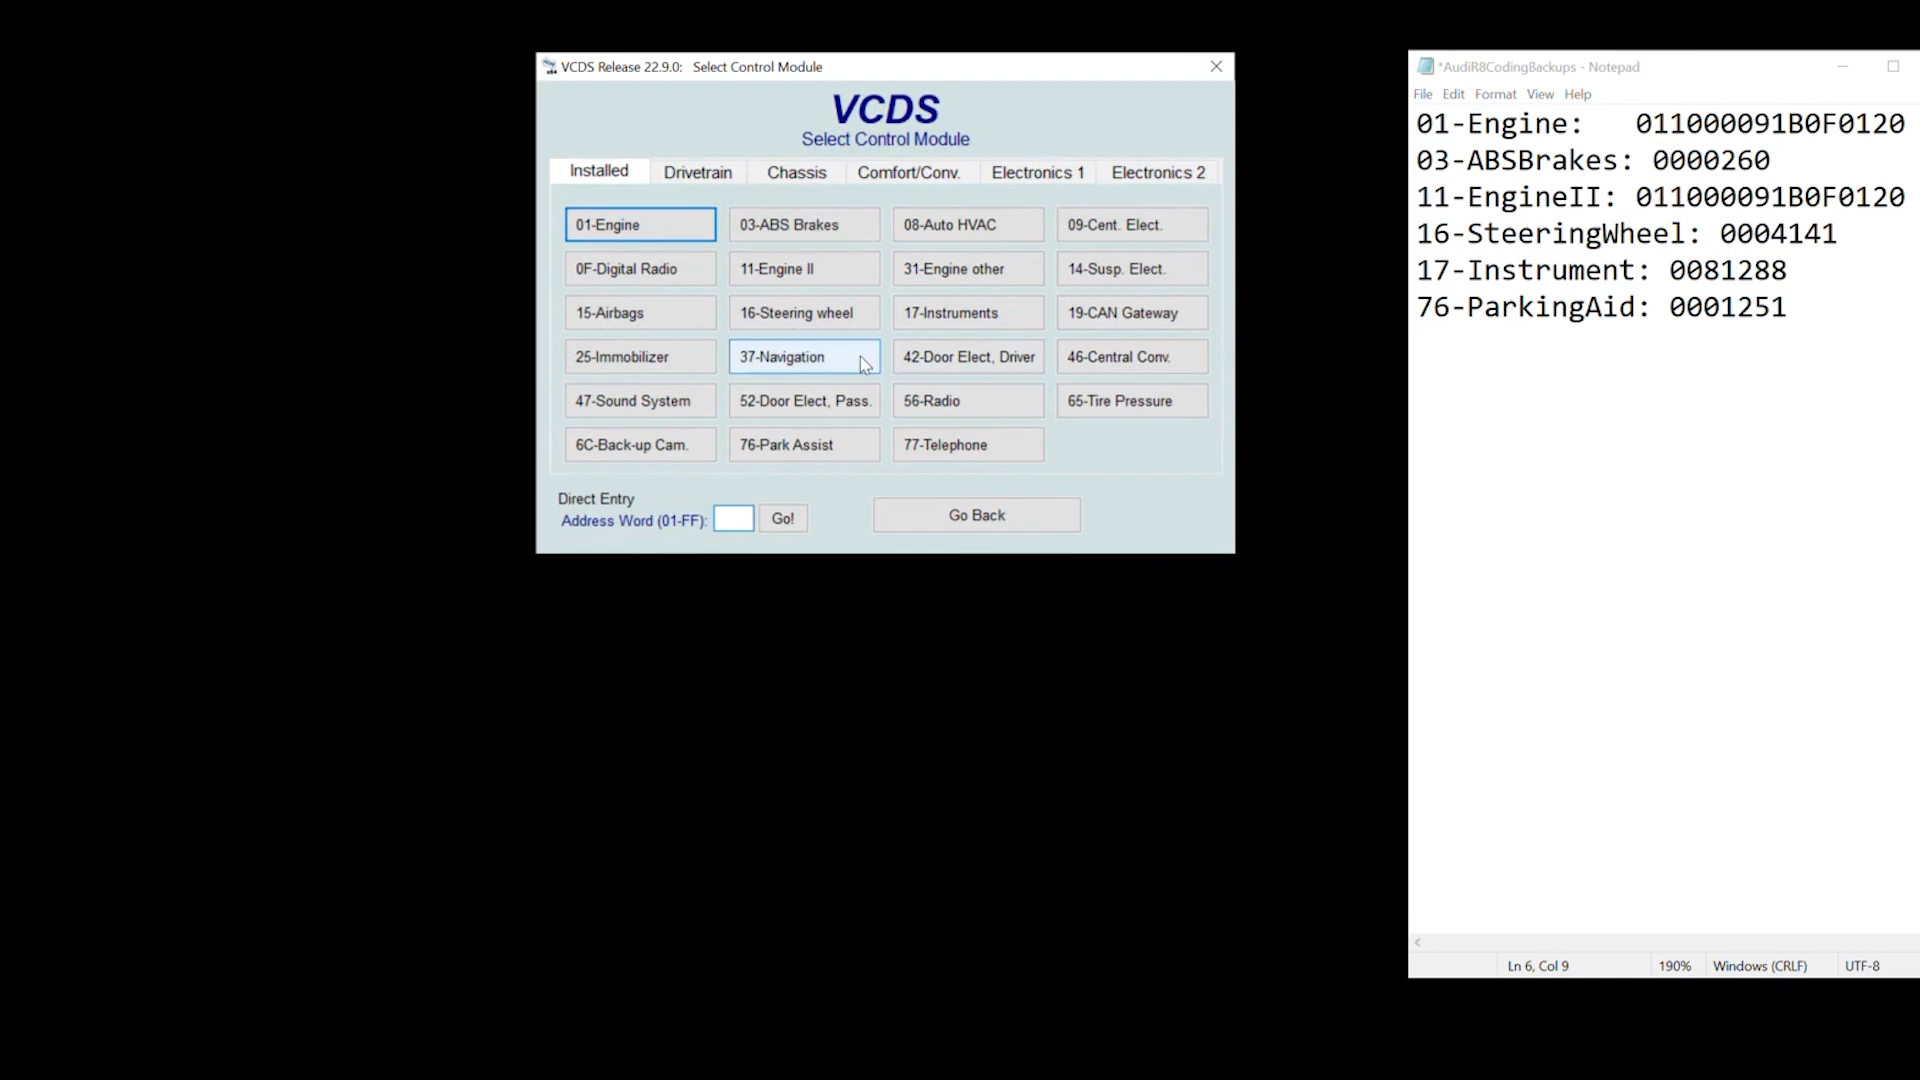 VCDS Release 22.9.0:   Select Control Module
VCDS
Select Control Module
Installed Drivetrain Chassis Comfort/Conv. Electronics 1 Electronics 2
01-Engine 03-ABS Brakes 08-Auto HVAC 09-Cent. Elect.
0F-Digital Radio 11-Engine II 31-Engine other 14-Susp. Elect.
15-Airbags 16-Steering wheel 17-Instruments 19-CAN Gateway
25-Immobilizer 37-Navigation 42-Door Elect, Driver 46-Central Conv.
47-Sound System 52-Door Elect, Pass. 56-Radio 65-Tire Pressure
6C-Back-up Cam. 76-Park Assist 77-Telephone
Direct Entry
Address Word (01-FF): Go! Go Back
*AudiR8CodingBackups - Notepad
File Edit Format View Help
01-Engine:   011000091B0F0120
03-ABSBrakes: 0000260
11-EngineII: 011000091B0F0120
16-SteeringWheel: 0004141
17-Instrument: 0081288
76-ParkingAid: 0001251
Ln 6, Col 9 190% Windows (CRLF) UTF-8